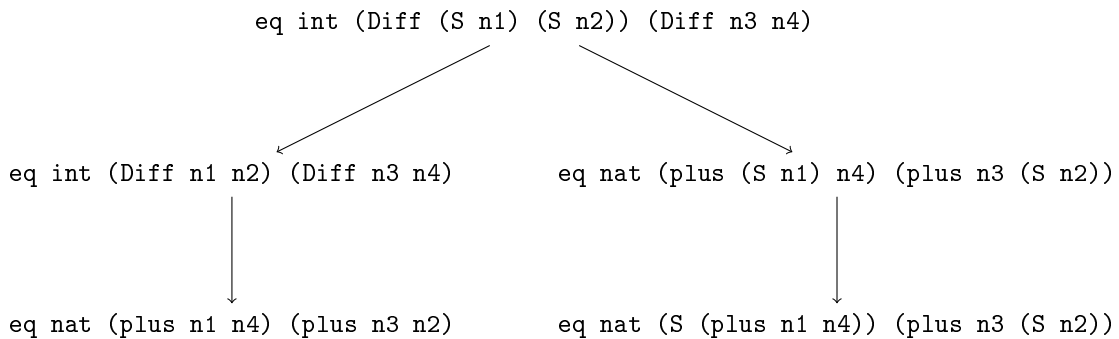 eq int (Diff (S n1) (S n2)) (Diff n3 n4)
eq int (Diff n1 n2) (Diff n3 n4)
eq nat (plus (S n1) n4) (plus n3 (S n2))
eq nat (plus n1 n4) (plus n3 n2)
eq nat (S (plus n1 n4)) (plus n3 (S n2))